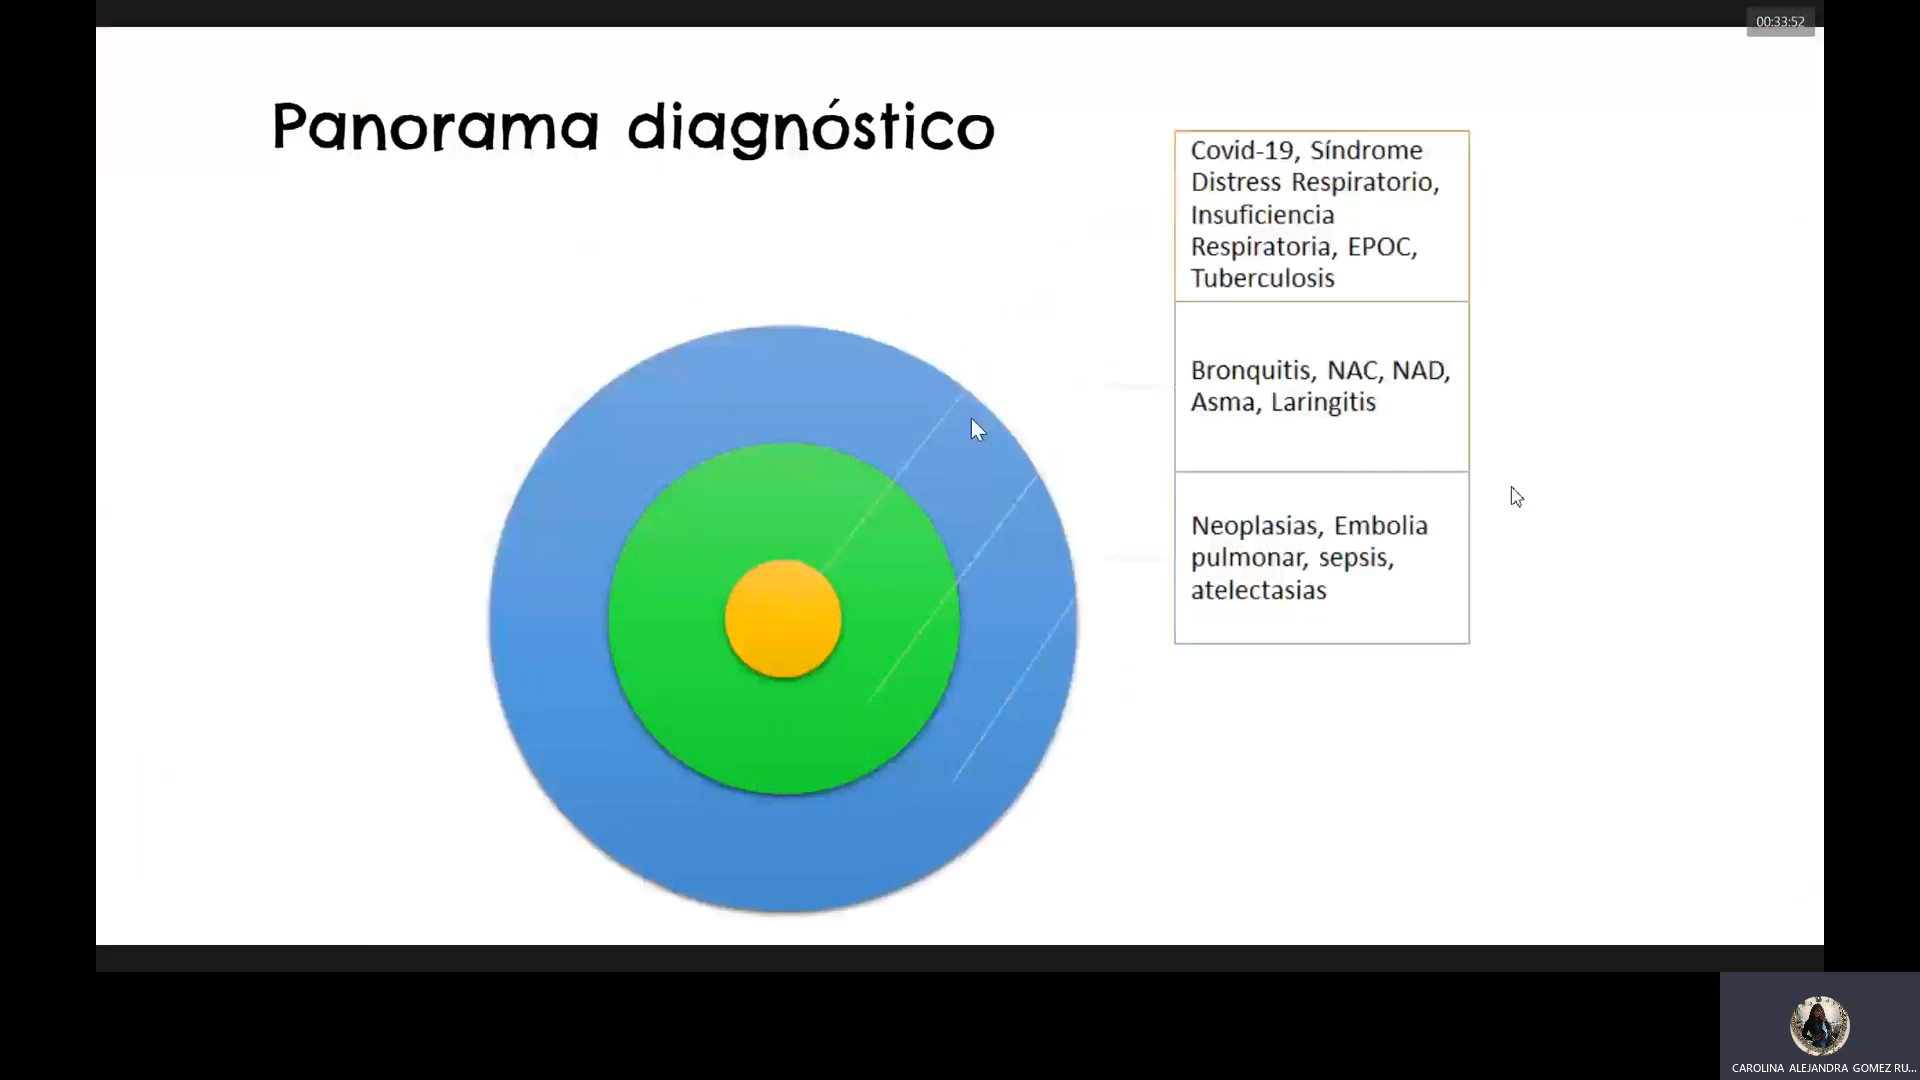 00:33:52
Panorama diagnóstico
Covid-19, Síndrome
Distress Respiratorio,
Insuficiencia
Respiratoria, EPOC,
Tuberculosis
Bronquitis, NAC, NAD,
Asma, Laringitis
Neoplasias, Embolia
pulmonar, sepsis,
atelectasias
CAROLINA ALEJANDRA GOMEZ RU...